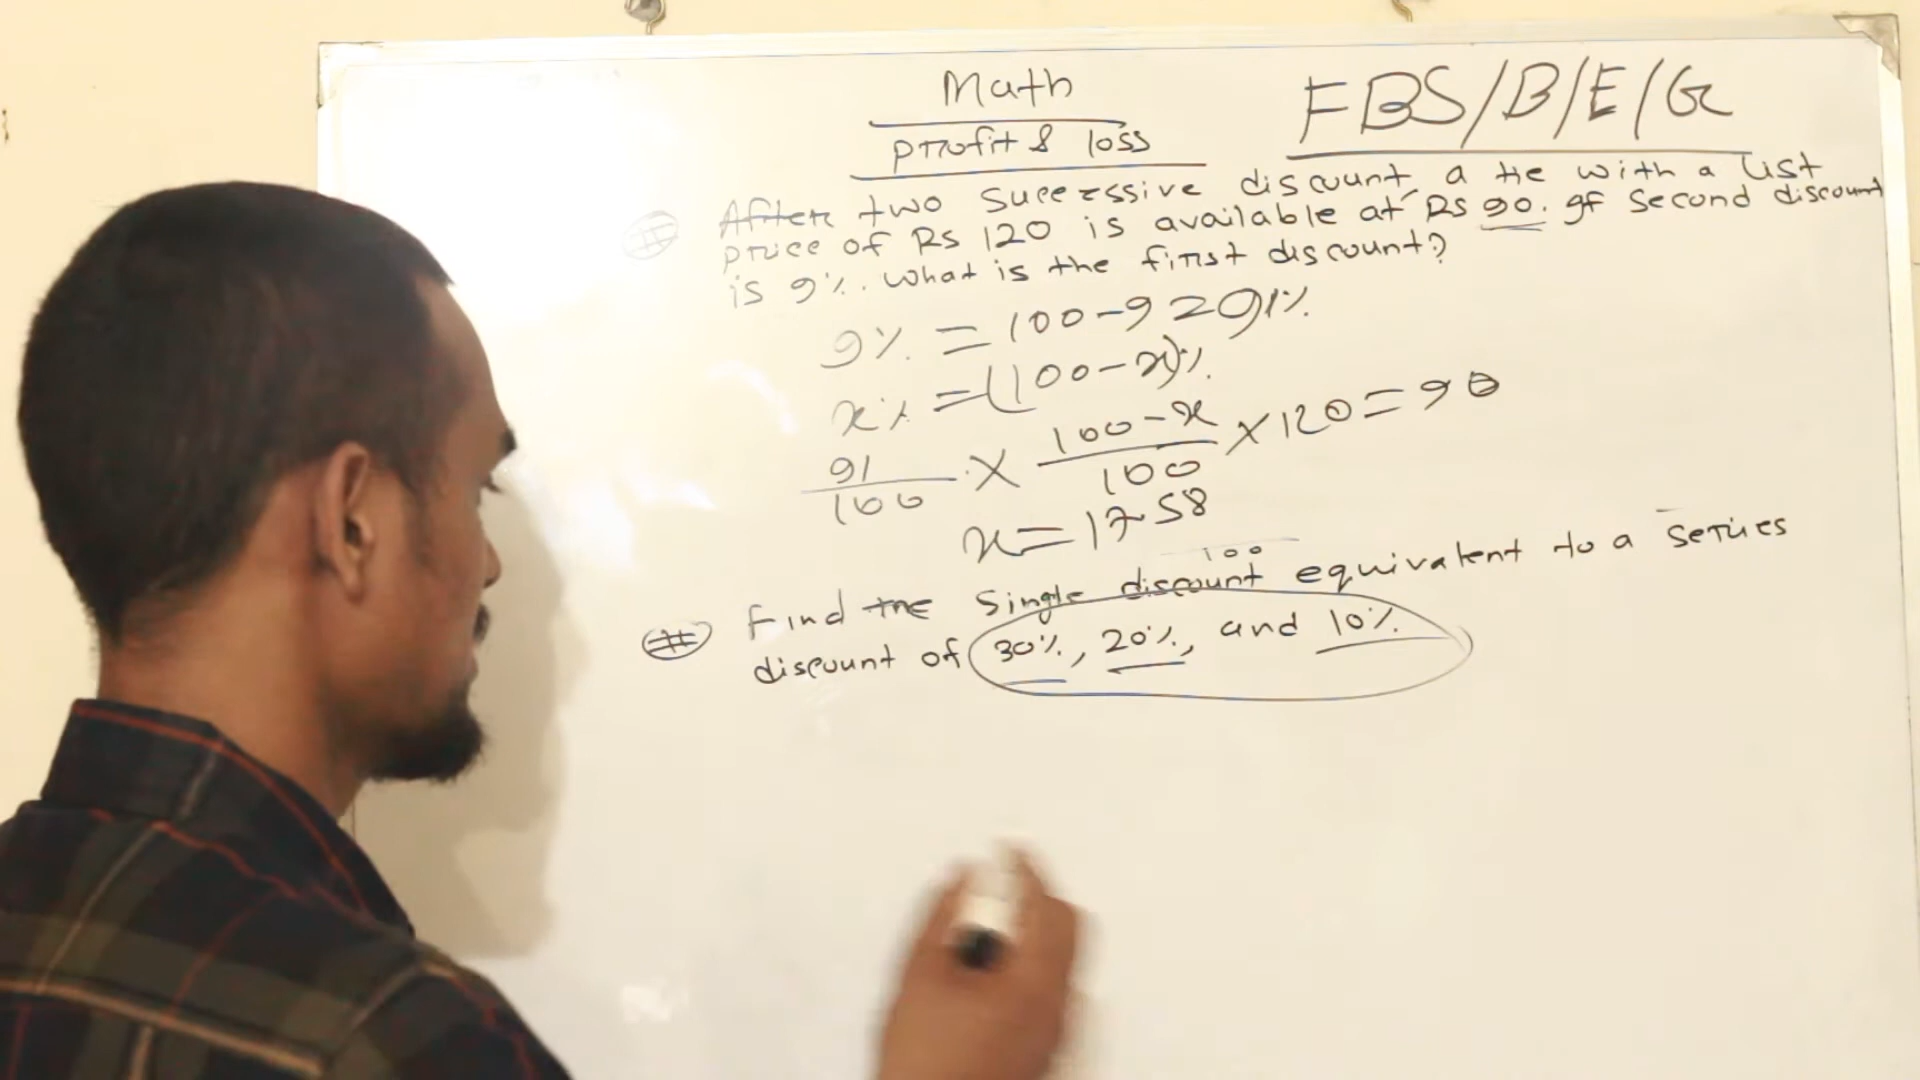 Math
FBS/B/E/G
profit & loss
After two sucessive discount a tie with a list
price of Rs 120 is available at Rs 90. If second discount
is 9%. what is the first discount?
9% = 100-9 = 91%
x% = (100-x)%
91/100 × 100-x/100 × 120 = 90
x = 17.58
100
# Find the single discount equivalent to a series
discount of 30%, 20%, and 10%